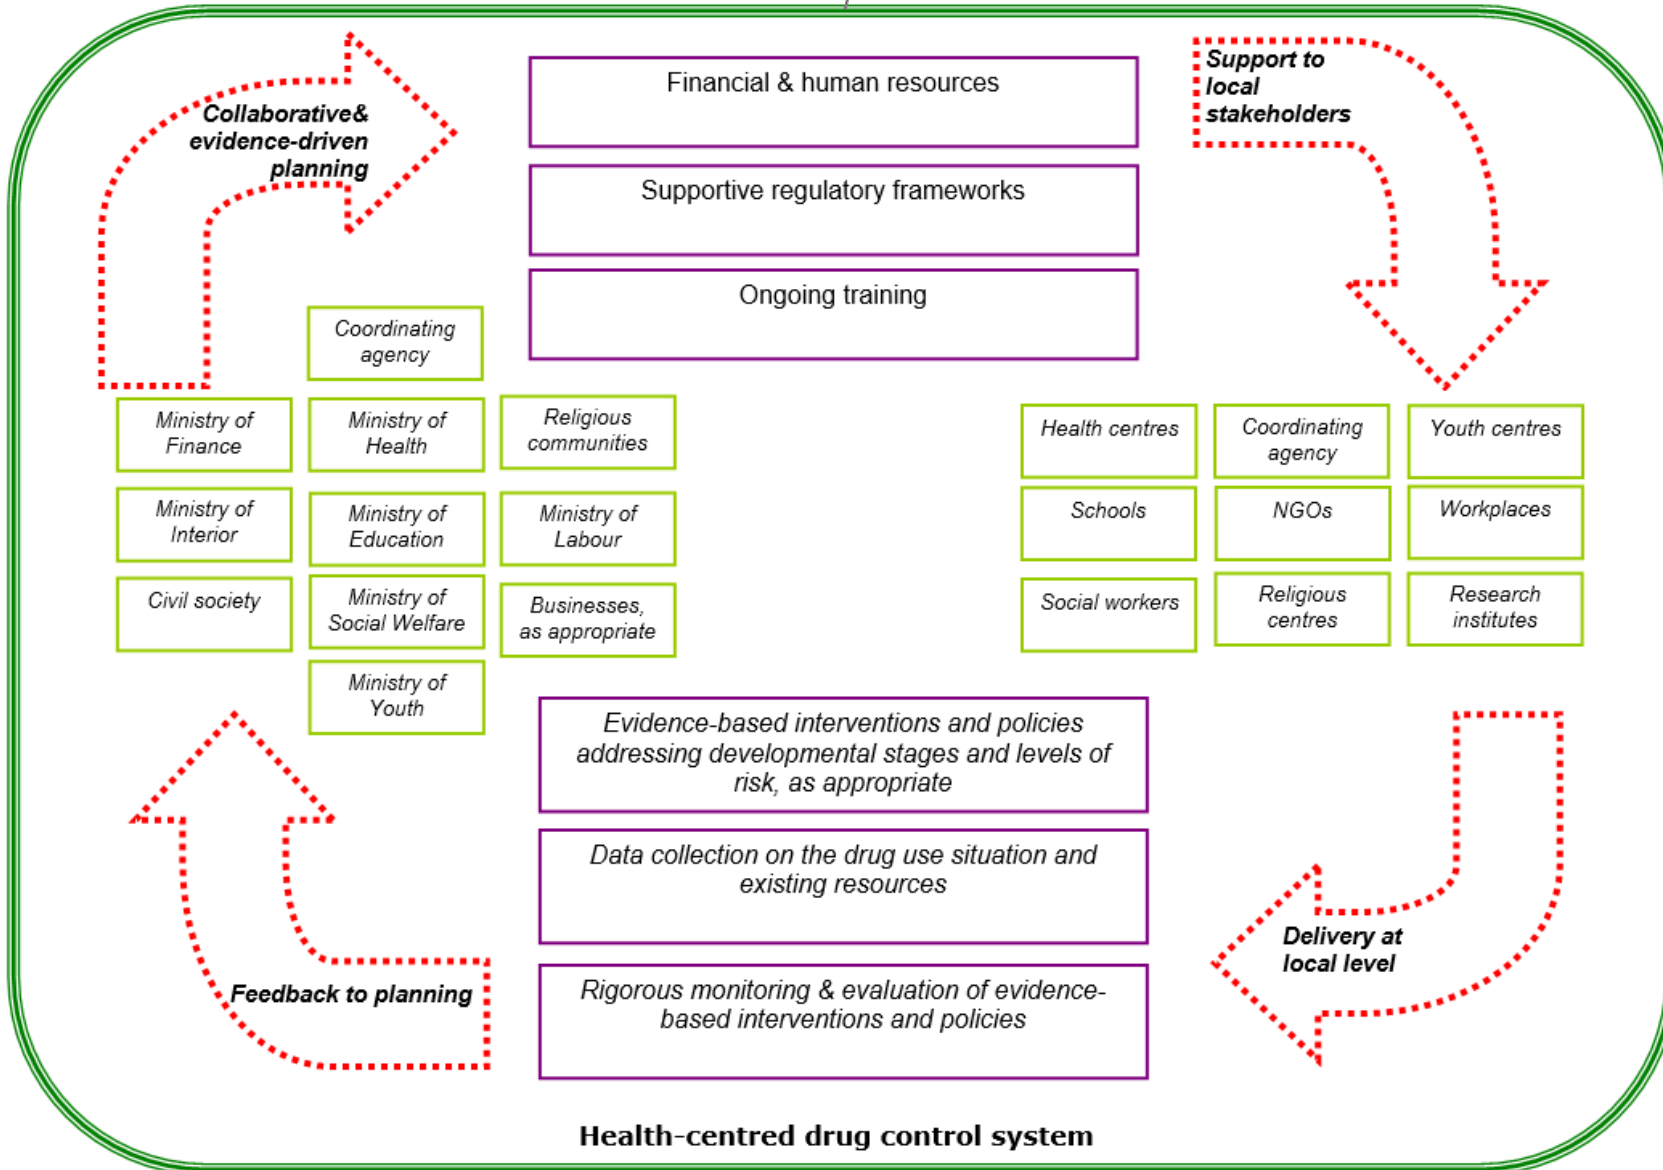 Collaborative&
evidence-driven
planning
Financial & human resources
Supportive regulatory frameworks
Ongoing training
Support to
local
stakeholders
Coordinating
agency
Ministry of
Finance
Ministry of
Health
Religious
communities
Ministry of
Interior
Ministry of
Education
Ministry of
Labour
Civil society
Ministry of
Social Welfare
Businesses,
as appropriate
Ministry of
Youth
Health centres
Coordinating
agency
Youth centres
Schools
NGOs
Workplaces
Social workers
Religious
centres
Research
institutes
Evidence-based interventions and policies
addressing developmental stages and levels of
risk, as appropriate
Data collection on the drug use situation and
existing resources
Rigorous monitoring & evaluation of evidence-
based interventions and policies
Delivery at
local level
Feedback to planning
Health-centred drug control system